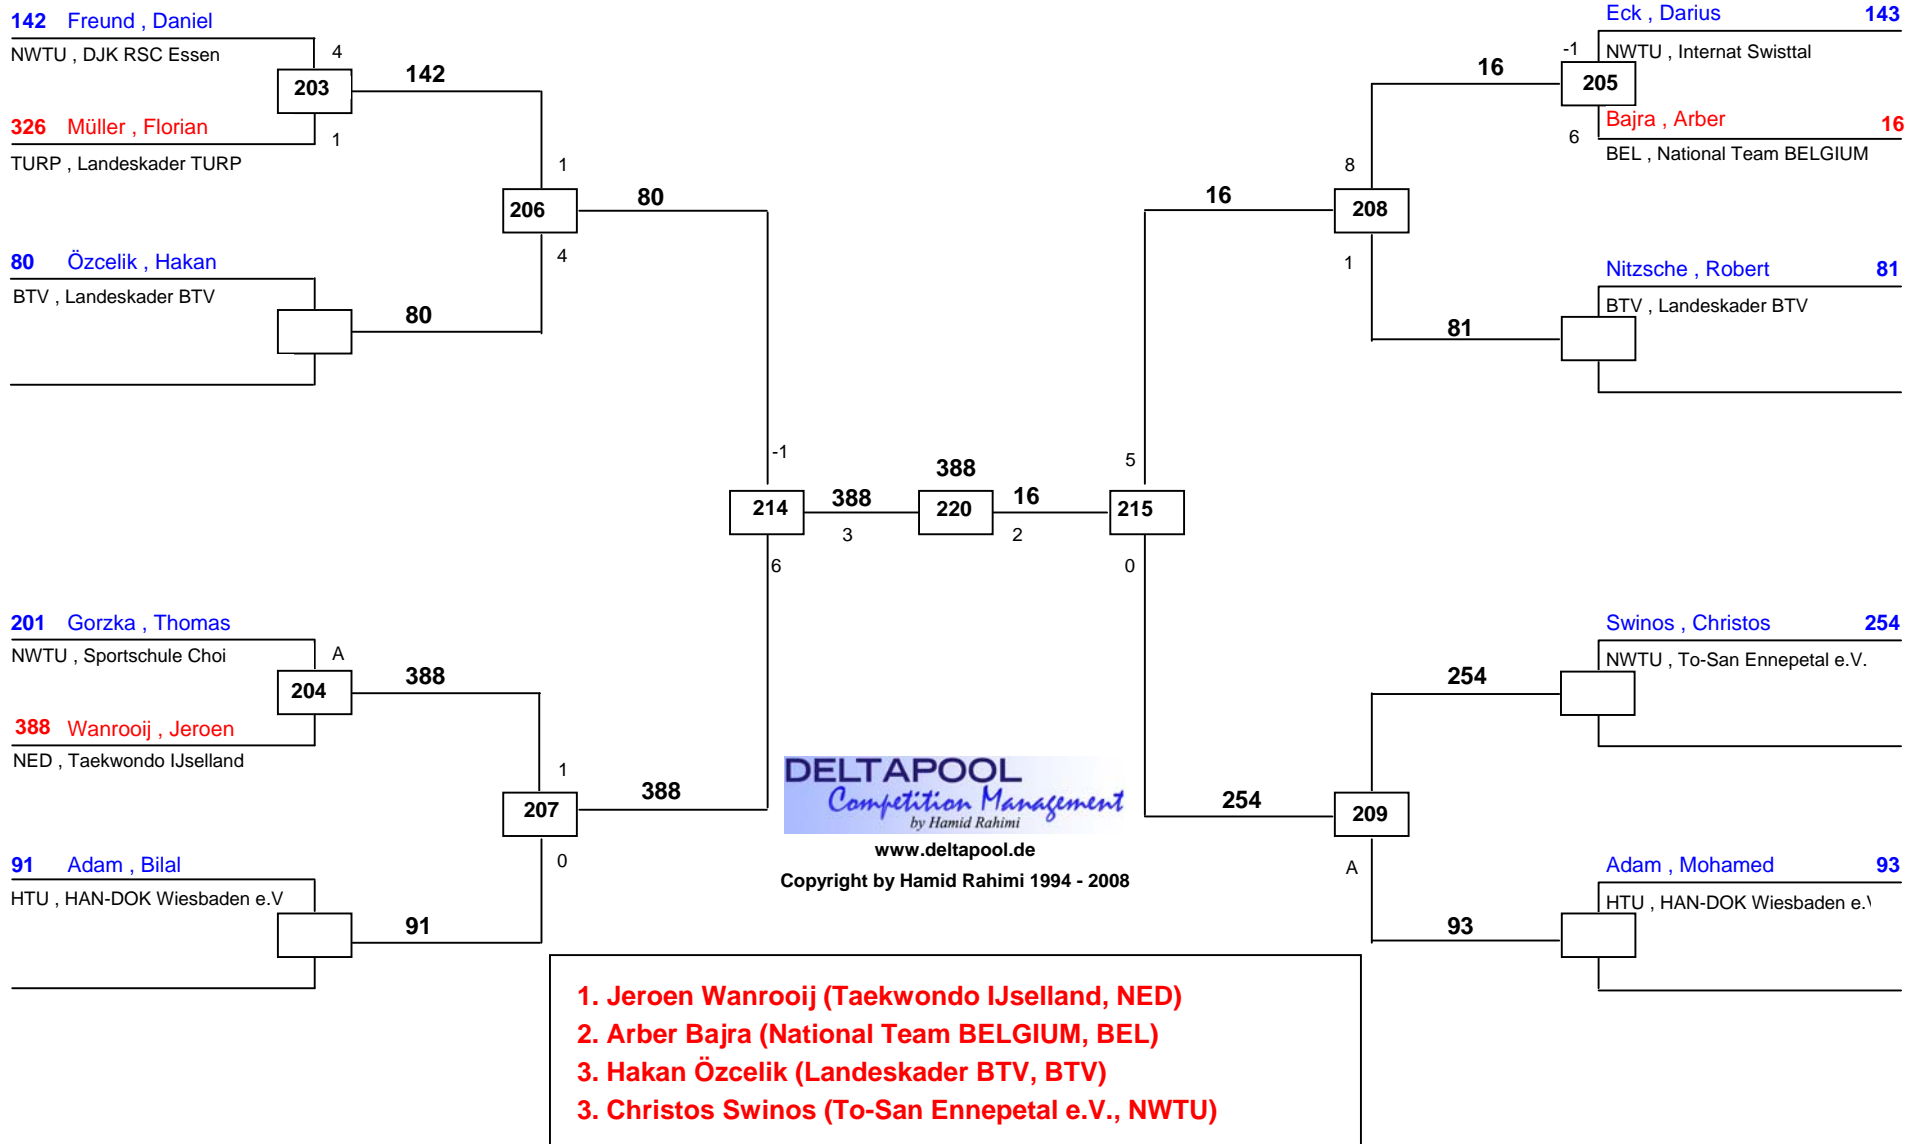 142 Freund , Daniel
NWTU , DJK RSC Essen
4
203
142
326 Müller , Florian
1
TURP , Landeskader TURP
1
206
80
80 Özcelik , Hakan
4
BTV , Landeskader BTV
80
Eck , Darius 143
-1 NWTU , Internat Swisttal
16
205
Bajra , Arber 16
6
BEL , National Team BELGIUM
8
16
208
1
Nitzsche , Robert 81
BTV , Landeskader BTV
81
-1
388
5
214
388
220
16
215
3
2
6
0
201 Gorzka , Thomas
NWTU , Sportschule Choi
A
204
388
388 Wanrooij , Jeroen
NED , Taekwondo IJselland
1
207
388
0
91 Adam , Bilal
HTU , HAN-DOK Wiesbaden e.V
91
Swinos , Christos 254
NWTU , To-San Ennepetal e.V.
254
254
209
A
Adam , Mohamed 93
HTU , HAN-DOK Wiesbaden e.V
93
DELTAPOOL
Competition Management
by Hamid Rahimi
www.deltapool.de
Copyright by Hamid Rahimi 1994 - 2008
1. Jeroen Wanrooij (Taekwondo IJselland, NED)
2. Arber Bajra (National Team BELGIUM, BEL)
3. Hakan Özcelik (Landeskader BTV, BTV)
3. Christos Swinos (To-San Ennepetal e.V., NWTU)